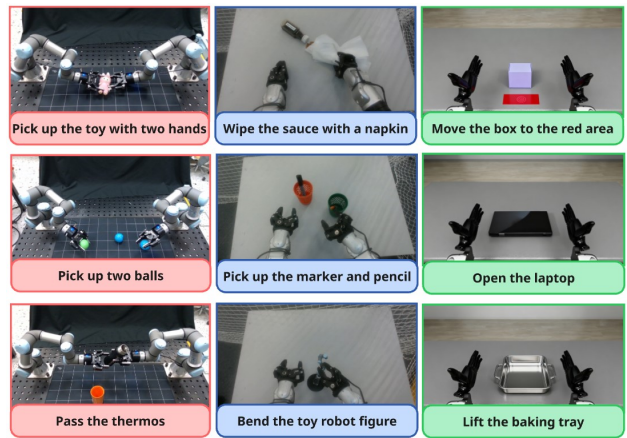 Pick up the toy with two hands
Wipe the sauce with a napkin
Move the box to the red area
Pick up two balls
Pick up the marker and pencil
Open the laptop
Pass the thermos
Bend the toy robot figure
Lift the baking tray